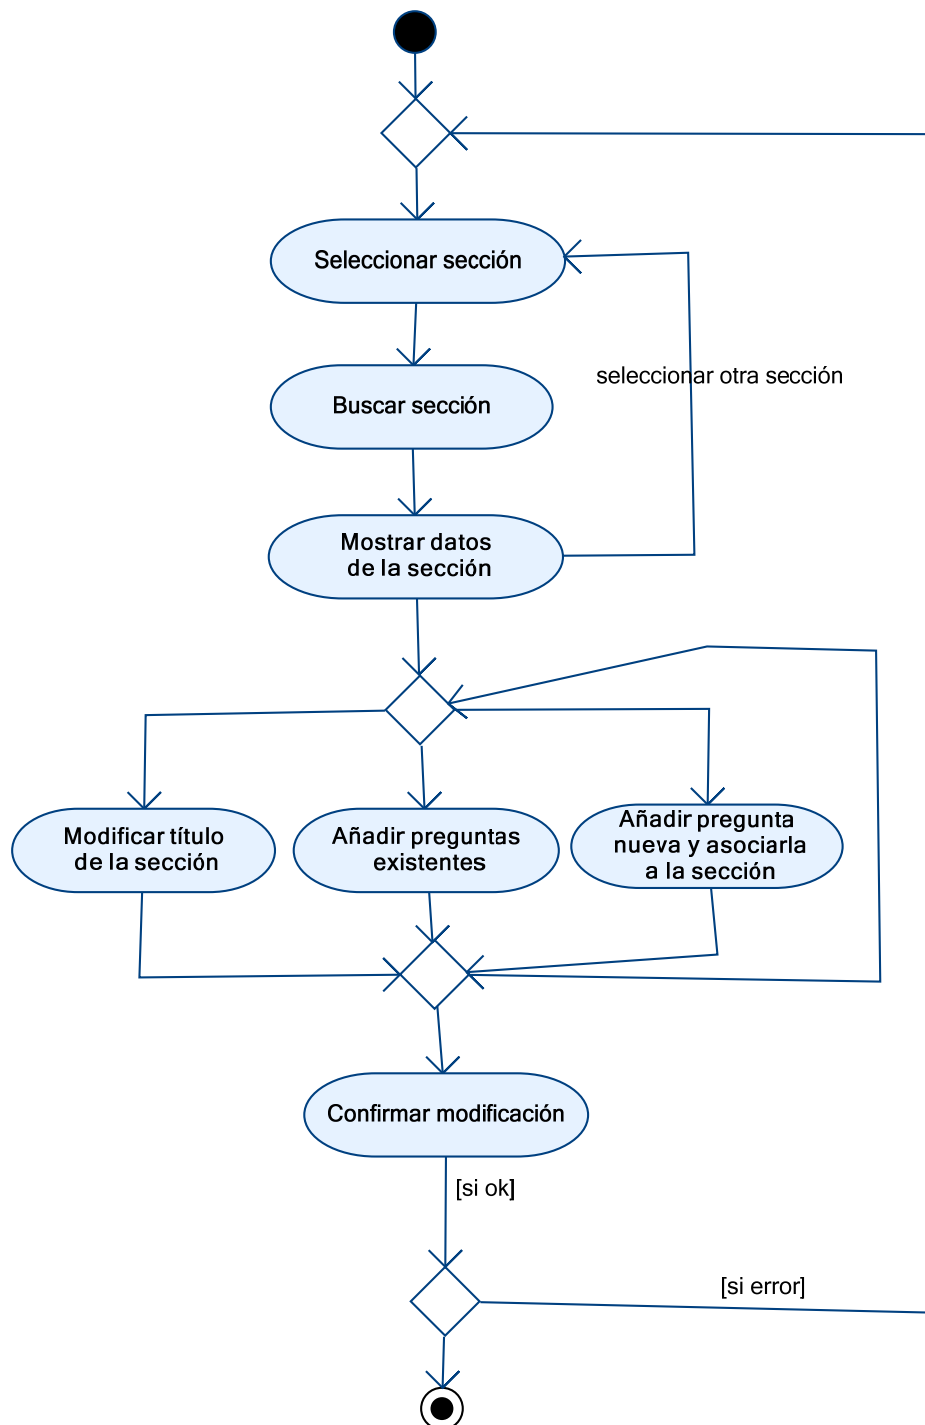 Seleccionar sección
seleccionar otra sección
Buscar sección
Mostrar datos
de la sección
Modificar título
de la sección
Añadir preguntas
existentes
Añadir pregunta
nueva y asociarla
a la sección
Confirmar modificación
[si ok]
[si error]